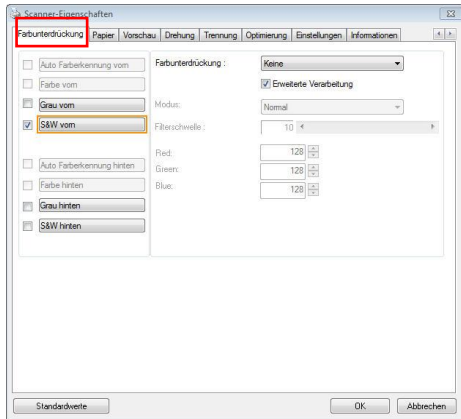 Scanner-Eigenschaften
Farbunterdrückung Papier Vorschau Drehung Trennung Optimierung Einstellungen Informationen
Auto Farberkennung vorn
Farbe vorn
Grau vorn
S&W vorn
Auto Farberkennung hinten
Farbe hinten
Grau hinten
S&W hinten
Farbunterdrückung : Keine
Erweiterte Verarbeitung
Modus: Normal
Filterschwelle : 10
Red: 128
Green: 128
Blue: 128
Standardwerte OK Abbrechen